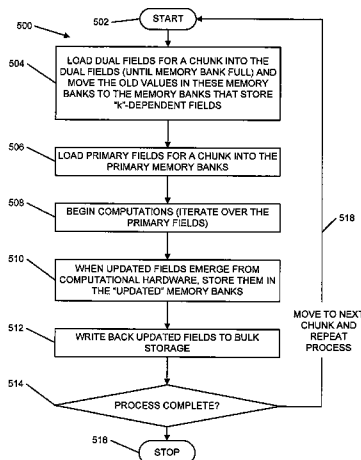 500
502
START
504
LOAD DUAL FIELDS FOR A CHUNK INTO THE
DUAL FIELDS (UNTIL MEMORY BANK FULL) AND
MOVE THE OLD VALUES IN THESE MEMORY
BANKS TO THE MEMORY BANKS THAT STORE
"k"-DEPENDENT FIELDS
506
LOAD PRIMARY FIELDS FOR A CHUNK INTO THE
PRIMARY MEMORY BANKS
508
BEGIN COMPUTATIONS (ITERATE OVER THE
PRIMARY FIELDS)
518
510
WHEN UPDATED FIELDS EMERGE FROM
COMPUTATIONAL HARDWARE, STORE THEM IN
THE "UPDATED" MEMORY BANKS
MOVE TO NEXT
CHUNK AND
REPEAT
PROCESS
512
WRITE BACK UPDATED FIELDS TO BULK
STORAGE
514
PROCESS COMPLETE?
518
STOP